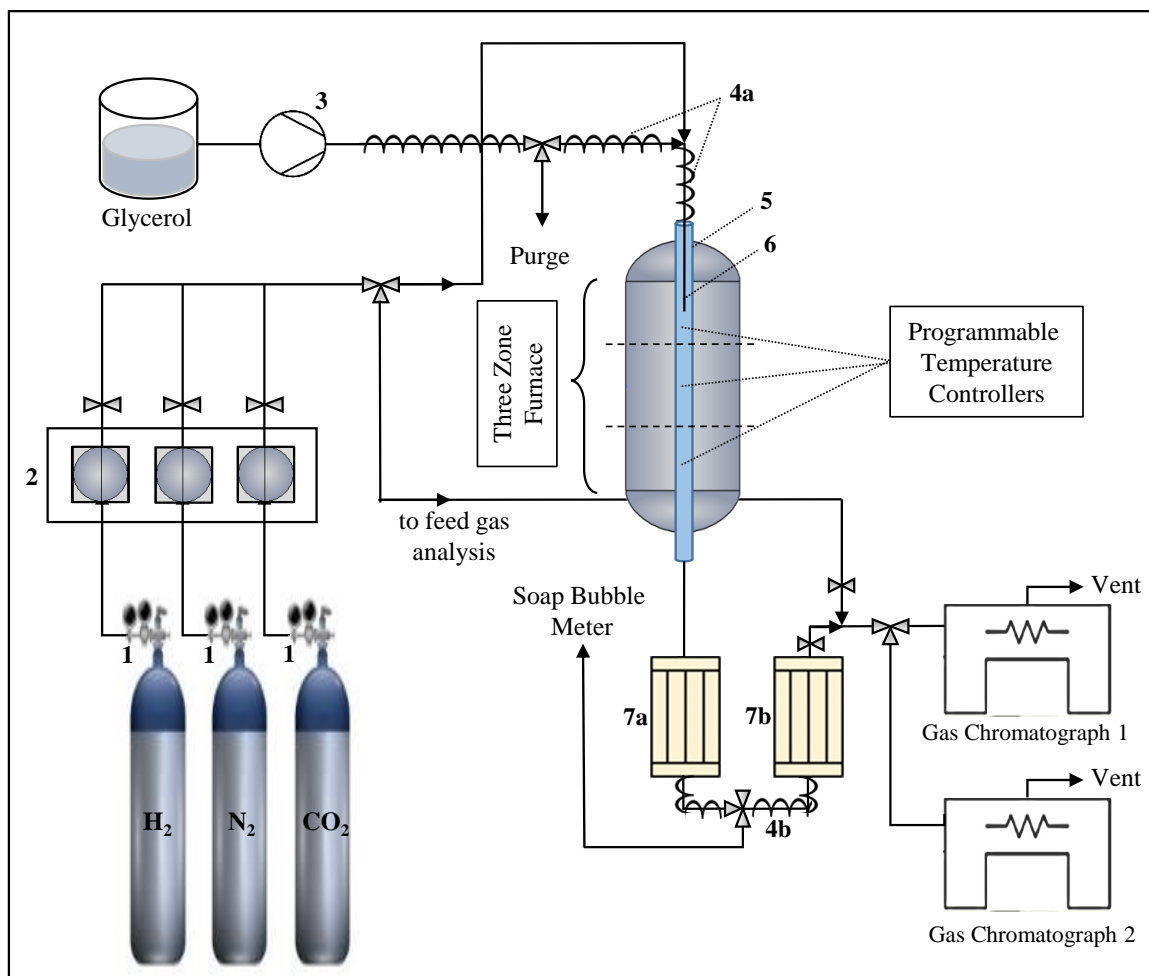 3
4a
Glycerol
5
6
Purge
Three Zone
Furnace
Programmable
Temperature
Controllers
2
to feed gas
analysis
Soap Bubble
Meter
Vent
1
1
1
7a
7b
Gas Chromatograph 1
Vent
H₂
N₂
CO₂
4b
Gas Chromatograph 2